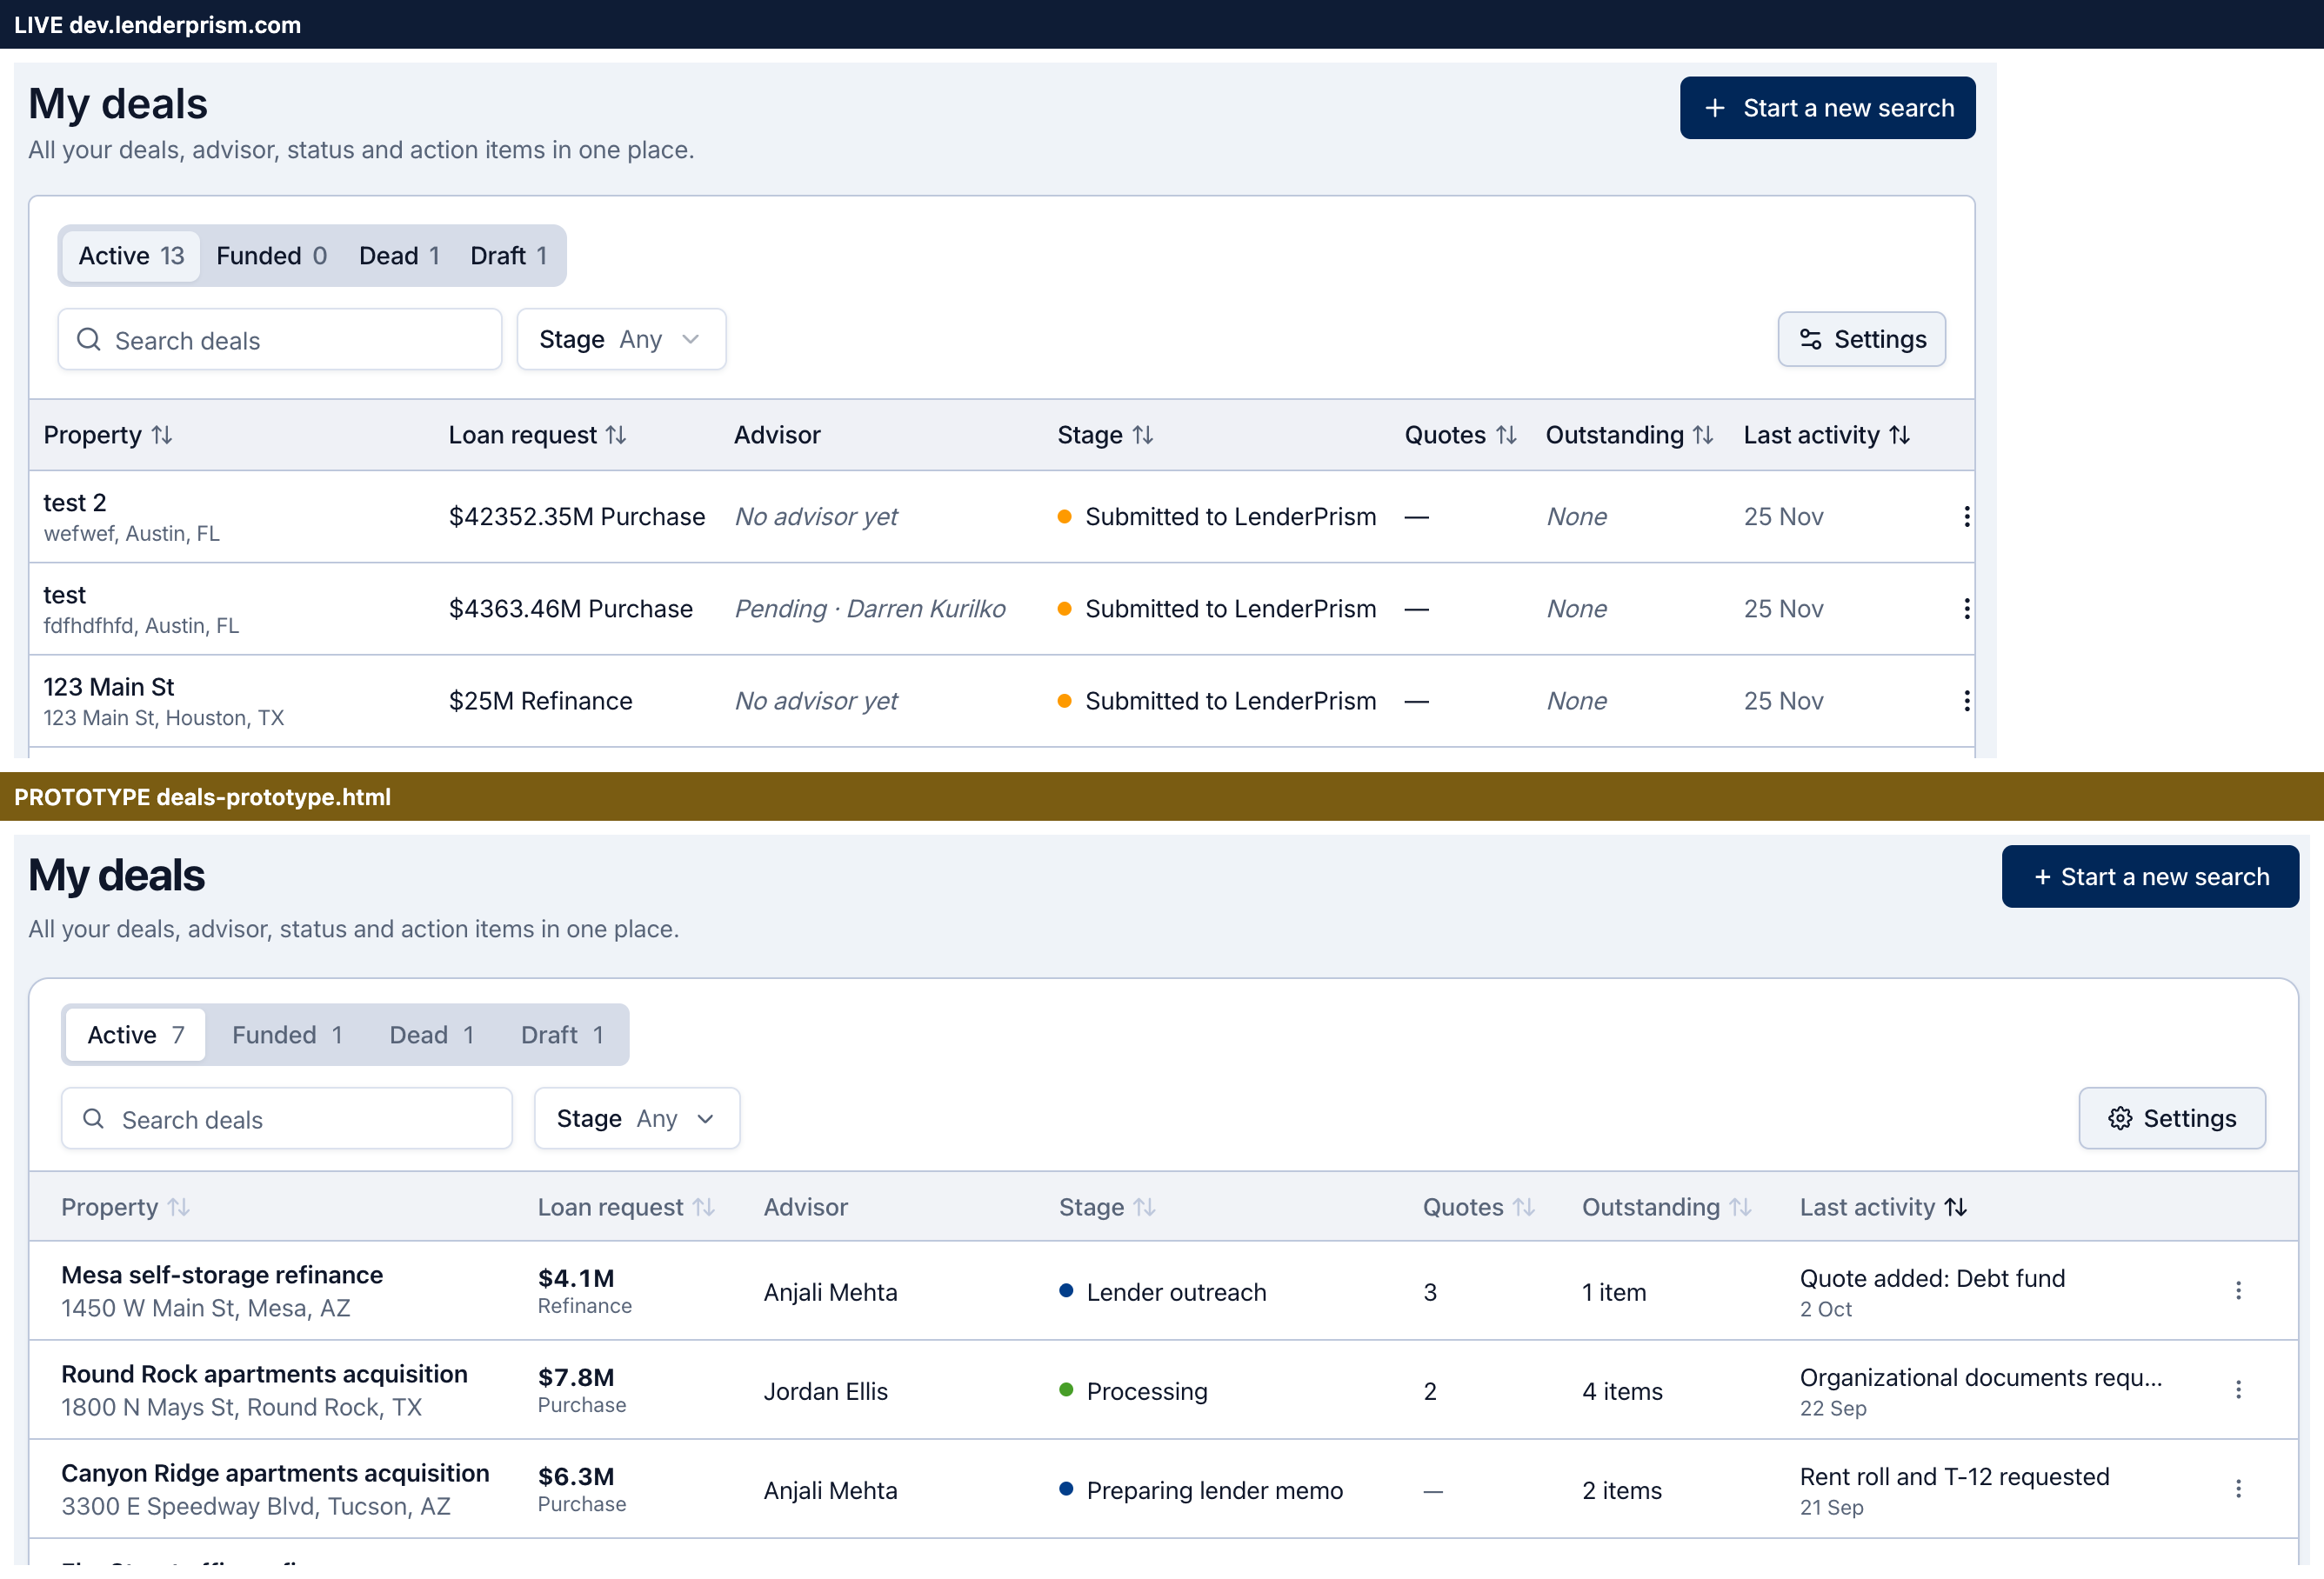 LIVE dev.lenderprism.com
My deals
+ Start a new search
All your deals, advisor, status and action items in one place.
Active 13 Funded 0 Dead 1 Draft 1
Search deals Stage Any Settings
Property Loan request Advisor Stage Quotes Outstanding Last activity
test 2
wefwef, Austin, FL
$42352.35M Purchase No advisor yet Submitted to LenderPrism — None 25 Nov
test
fdfhdfhfd, Austin, FL
$4363.46M Purchase Pending · Darren Kurilko Submitted to LenderPrism — None 25 Nov
123 Main St
123 Main St, Houston, TX
$25M Refinance No advisor yet Submitted to LenderPrism — None 25 Nov
PROTOTYPE deals-prototype.html
My deals
+ Start a new search
All your deals, advisor, status and action items in one place.
Active 7 Funded 1 Dead 1 Draft 1
Search deals Stage Any Settings
Property Loan request Advisor Stage Quotes Outstanding Last activity
Mesa self-storage refinance
1450 W Main St, Mesa, AZ
$4.1M
Refinance
Anjali Mehta Lender outreach 3 1 item
Quote added: Debt fund
2 Oct
Round Rock apartments acquisition
1800 N Mays St, Round Rock, TX
$7.8M
Purchase
Jordan Ellis Processing 2 4 items
Organizational documents requ...
22 Sep
Canyon Ridge apartments acquisition
3300 E Speedway Blvd, Tucson, AZ
$6.3M
Purchase
Anjali Mehta Preparing lender memo — 2 items
Rent roll and T-12 requested
21 Sep